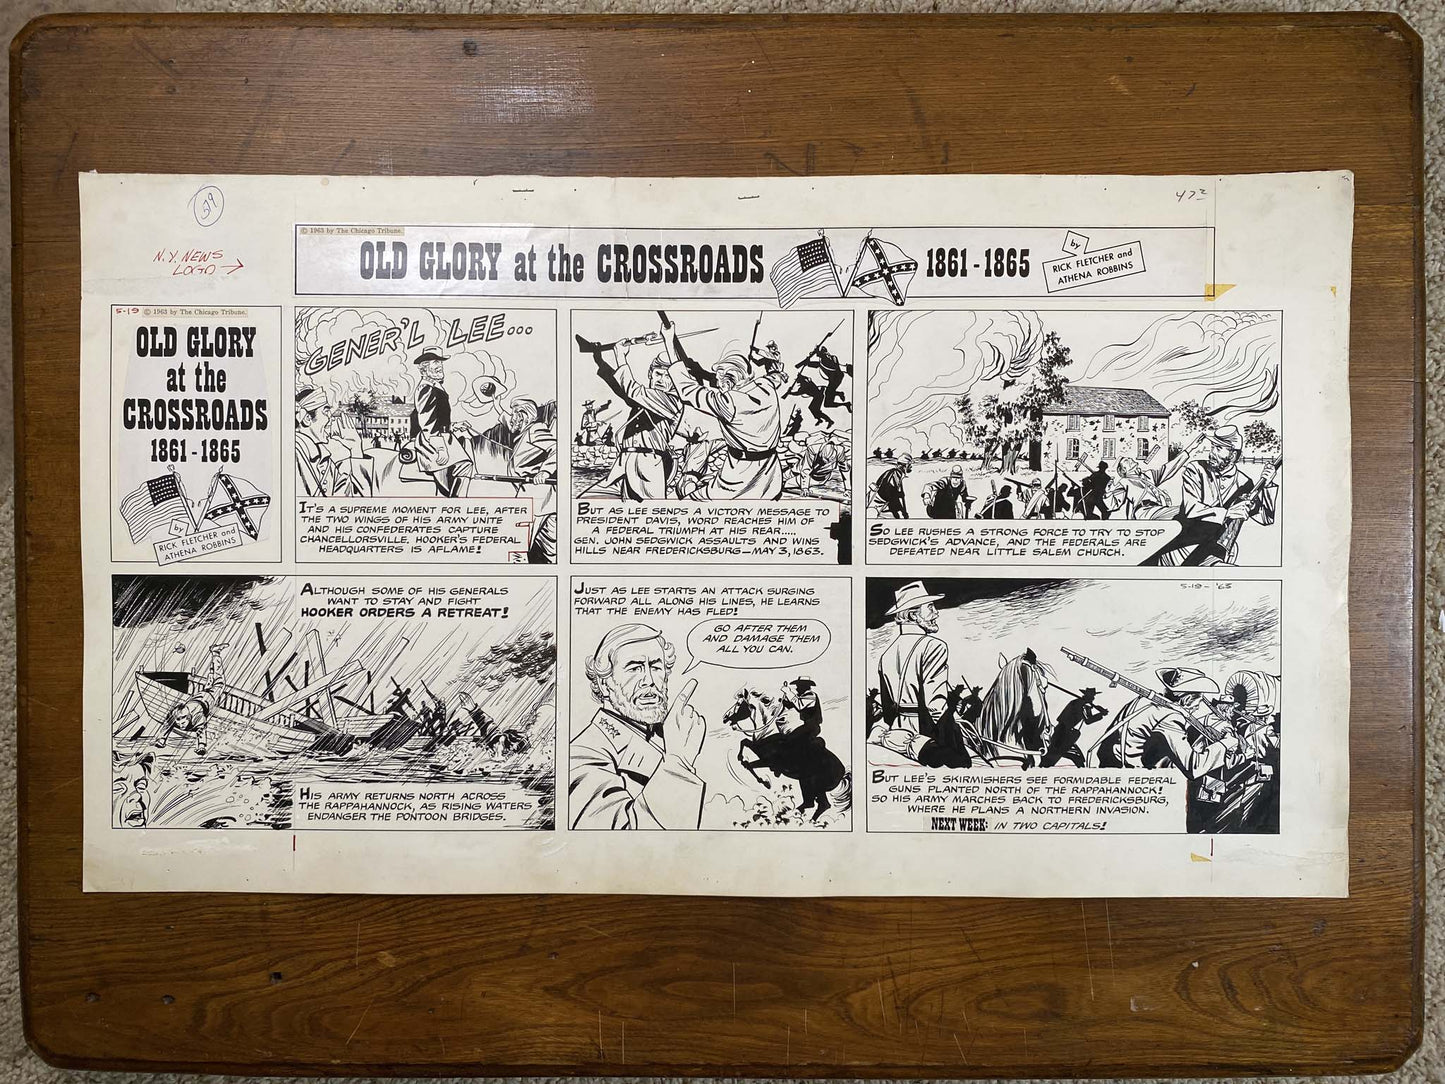 579
N.Y. NEWS
LOGO →
473
© 1963 by The Chicago Tribune.
OLD GLORY at the CROSSROADS 1861-1865
by
RICK FLETCHER and
ATHENA ROBBINS
5-19 © 1963 by The Chicago Tribune.
OLD GLORY
at the
CROSSROADS
1861-1865
by
RICK FLETCHER and
ATHENA ROBBINS
GENER'L LEE...
IT'S A SUPREME MOMENT FOR LEE, AFTER
THE TWO WINGS OF HIS ARMY UNITE
AND HIS CONFEDERATES CAPTURE
CHANCELLORSVILLE. HOOKER'S FEDERAL
HEADQUARTERS IS AFLAME!
BUT AS LEE SENDS A VICTORY MESSAGE TO
PRESIDENT DAVIS, WORD REACHES HIM OF
A FEDERAL TRIUMPH AT HIS REAR.....
GEN. JOHN SEDGWICK ASSAULTS AND WINS
HILLS NEAR FREDERICKSBURG—MAY 3, 1863.
SO LEE RUSHES A STRONG FORCE TO TRY TO STOP
SEDGWICK'S ADVANCE, AND THE FEDERALS ARE
DEFEATED NEAR LITTLE SALEM CHURCH.
ALTHOUGH SOME OF HIS GENERALS
WANT TO STAY AND FIGHT
HOOKER ORDERS A RETREAT!
HIS ARMY RETURNS NORTH ACROSS
THE RAPPAHANNOCK, AS RISING WATERS
ENDANGER THE PONTOON BRIDGES.
JUST AS LEE STARTS AN ATTACK SURGING
FORWARD ALL ALONG HIS LINES, HE LEARNS
THAT THE ENEMY HAS FLED!
GO AFTER THEM
AND DAMAGE THEM
ALL YOU CAN.
5-19-'63
BUT LEE'S SKIRMISHERS SEE FORMIDABLE FEDERAL
GUNS PLANTED NORTH OF THE RAPPAHANNOCK!
SO HIS ARMY MARCHES BACK TO FREDERICKSBURG,
WHERE HE PLANS A NORTHERN INVASION.
NEXT WEEK: IN TWO CAPITALS!